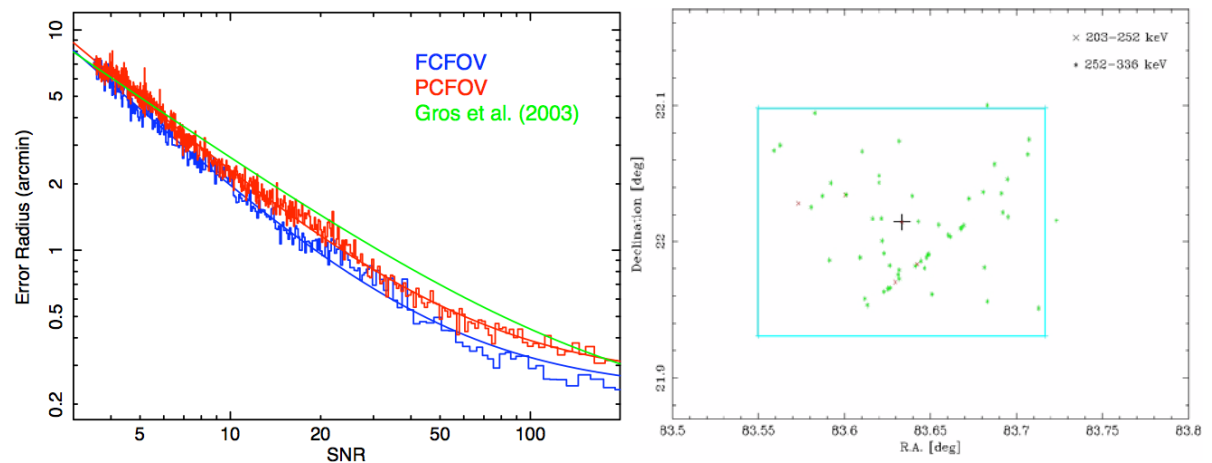 10
5
2
1
0.5
0.2
Error Radius (arcmin)
FCFOV
PCFOV
Gros et al. (2003)
5
10
20
50
100
SNR
× 203−252 keV
* 252−336 keV
22.1
22
21.9
Declination [deg]
83.5
83.55
83.6
83.65
83.7
83.75
83.8
R.A. [deg]